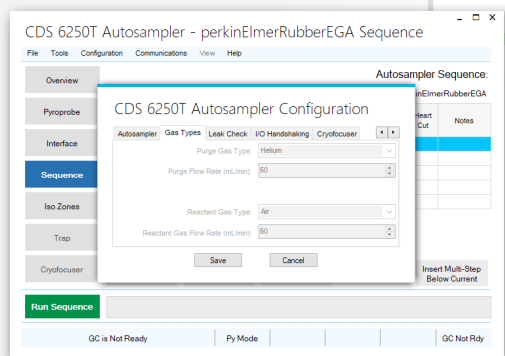 CDS 6250T Autosampler - perkinElmerRubberEGA Sequence
File Tools Configuration Communications View Help
Overview
Autosampler Sequence:
inElmerRubberEGA
Pyroprobe
CDS 6250T Autosampler Configuration
Heart
Cut
Notes
Autosampler Gas Types Leak Check I/O Handshaking Cryofocuser
Interface
Purge Gas Type: Helium
Sequence
Purge Flow Rate (mL/min): 50
Iso Zones
Reactant Gas Type: Air
Trap
Reactant Gas Flow Rate (mL/min): 50
Save Cancel
Cryofocuser
Insert Multi-Step
Below Current
Run Sequence
GC is Not Ready Py Mode GC Not Rdy